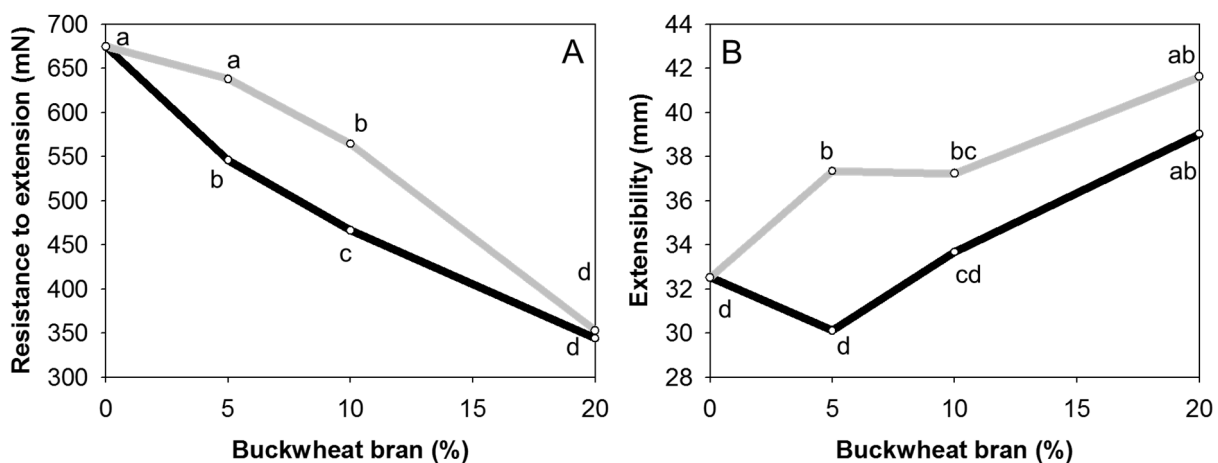 A
Resistance to extension (mN)
700
650
600
550
500
450
400
350
300
a
a
b
b
c
d
d
0
5
10
15
20
Buckwheat bran (%)
B
Extensibility (mm)
44
42
40
38
36
34
32
30
28
ab
b
bc
ab
cd
d
d
0
5
10
15
20
Buckwheat bran (%)